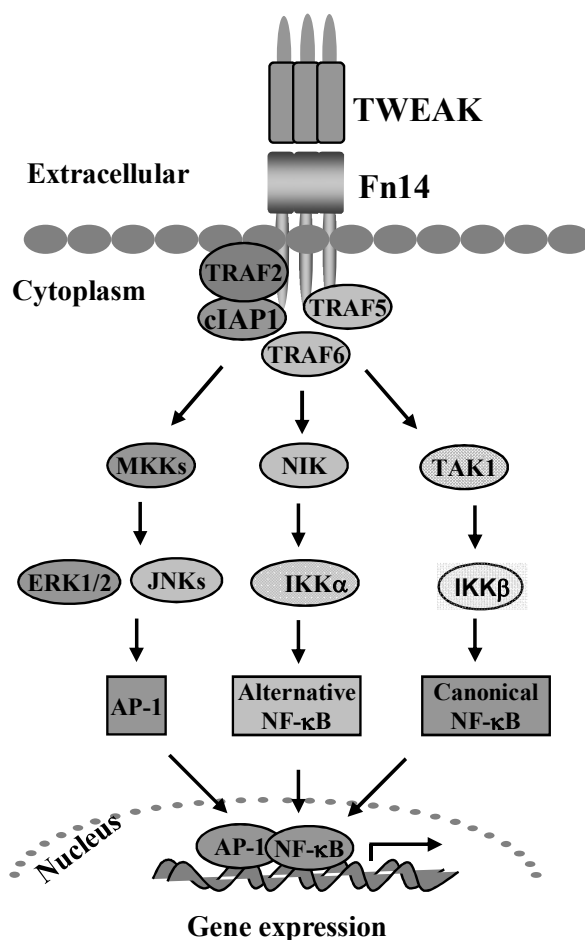 TWEAK
Extracellular
Fn14
Cytoplasm
TRAF2
cIAP1
TRAF5
TRAF6
MKKs
NIK
TAK1
ERK1/2
JNKs
IKKα
IKKβ
AP-1
Alternative
NF-κB
Canonical
NF-κB
Nucleus
AP-1
NF-κB
Gene expression